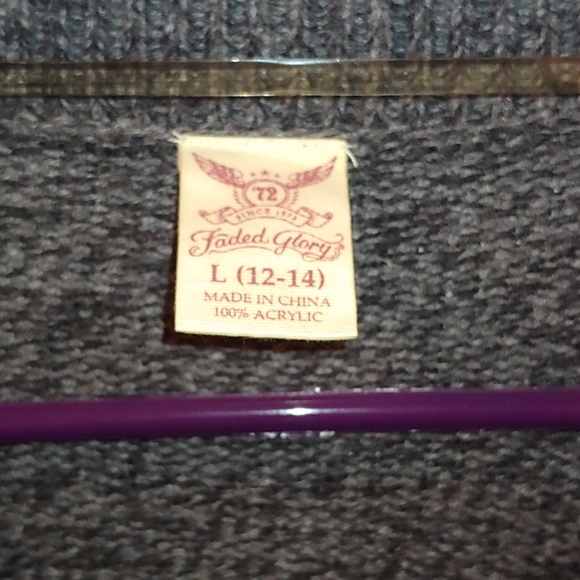 72
SINCE 1972
Faded Glory
L (12-14)
MADE IN CHINA
100% ACRYLIC